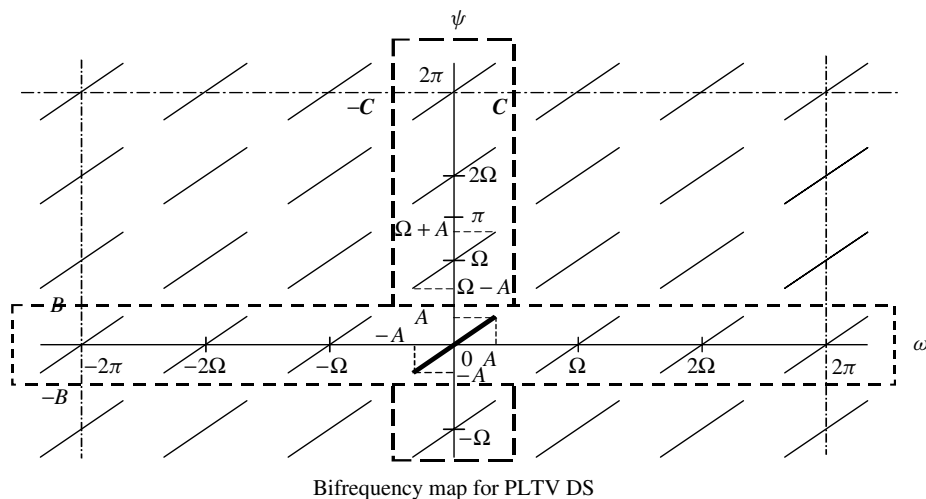 ψ
2π
−C C
2Ω
π
Ω + A
Ω
Ω − A
B
A
−A
ω
−2π −2Ω −Ω 0 A Ω 2Ω 2π
−A
−B
−Ω
Bifrequency map for PLTV DS